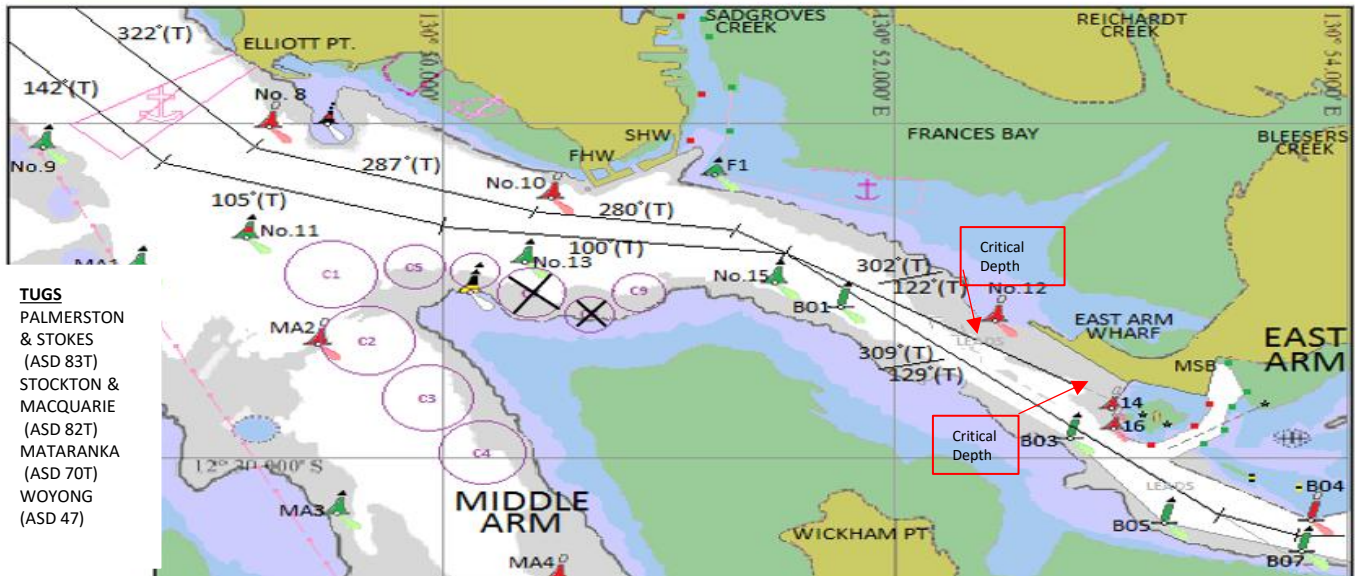 SADGROVES
CREEK
REICHARDT
CREEK
130° 50.000'
130° 52.000' E
130° 54.000' E
322°(T)
ELLIOTT PT.
142°(T)
No. 8
No.9
SHW
FHW
F1
FRANCES BAY
BLEESERS
CREEK
287°(T)
No.10
105°(T)
280°(T)
No.11
100°(T)
No.13
C1
C5
C9
No.15
B01
302°(T)
122°(T)
Critical
Depth
No.12
LEADS
EAST ARM
WHARF
EAST
ARM
MSB
MA2
C2
C3
C4
309°(T)
129°(T)
14
16
B03
Critical
Depth
LEADS
B04
B05
B07
12° 30.000' S
MIDDLE
ARM
MA3
MA4
WICKHAM PT
TUGS
PALMERSTON
& STOKES
(ASD 83T)
STOCKTON &
MACQUARIE
(ASD 82T)
MATARANKA
(ASD 70T)
WOYONG
(ASD 47)